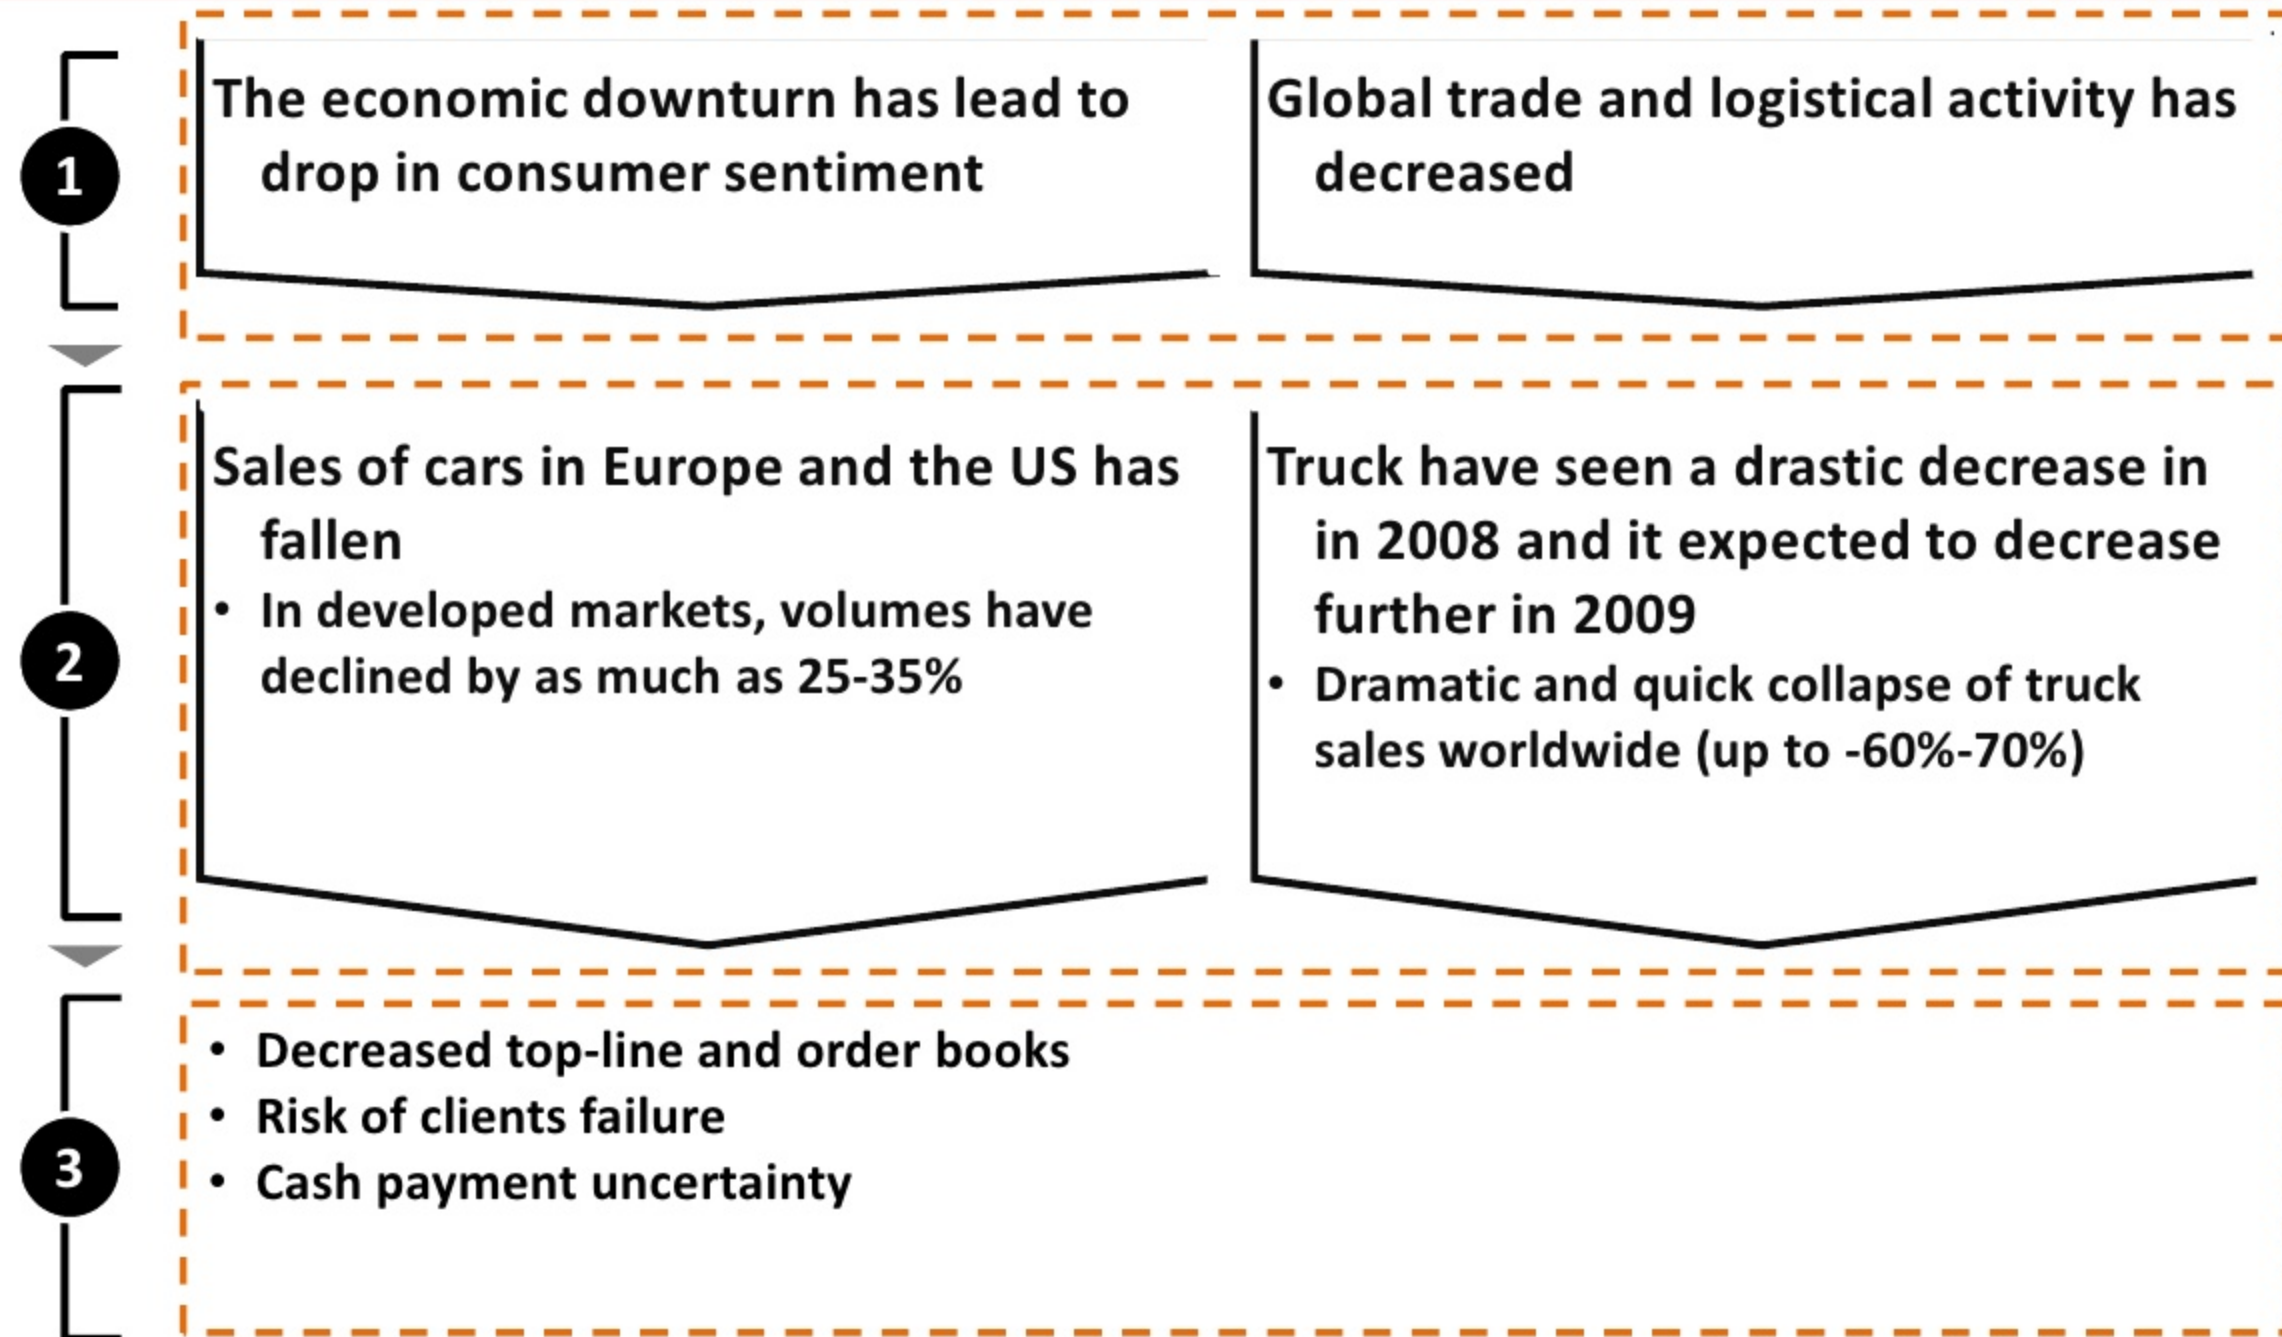 1
The economic downturn has lead to
drop in consumer sentiment
Global trade and logistical activity has
decreased
2
Sales of cars in Europe and the US has
fallen
• In developed markets, volumes have
declined by as much as 25-35%
Truck have seen a drastic decrease in
in 2008 and it expected to decrease
further in 2009
• Dramatic and quick collapse of truck
sales worldwide (up to -60%-70%)
3
• Decreased top-line and order books
• Risk of clients failure
• Cash payment uncertainty